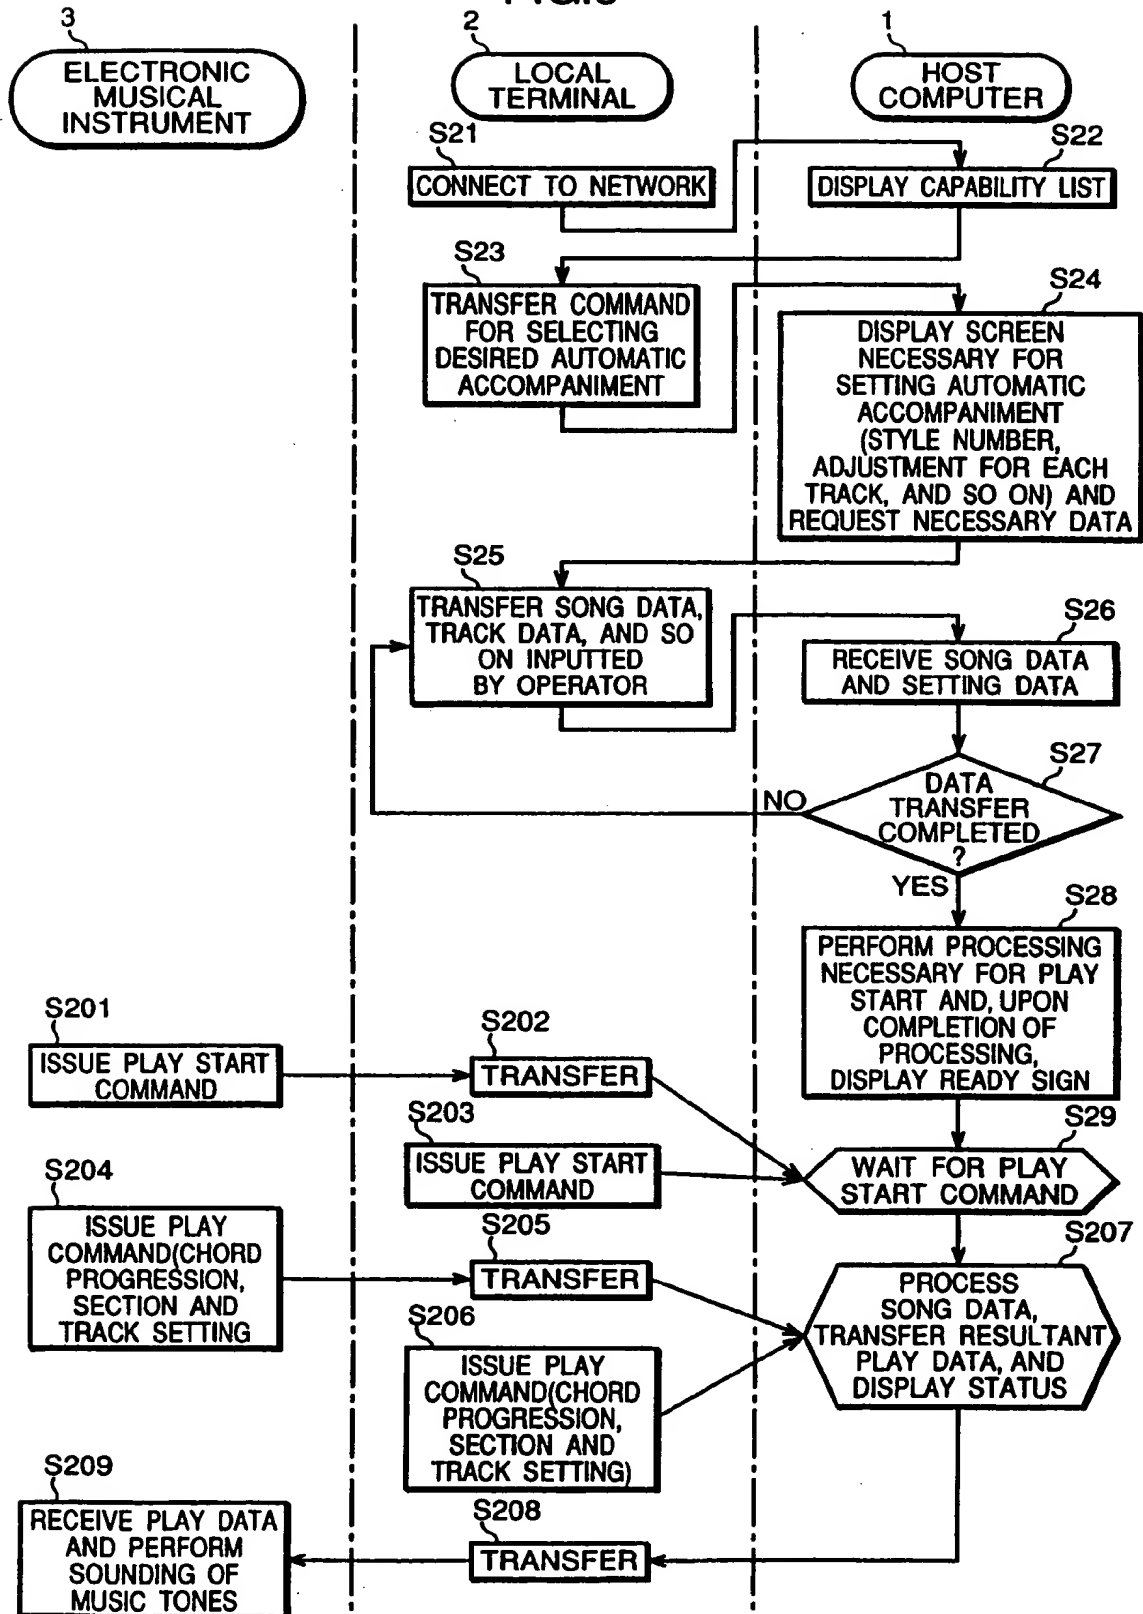 3
2
1
ELECTRONIC
MUSICAL
INSTRUMENT
LOCAL
TERMINAL
HOST
COMPUTER
S21
CONNECT TO NETWORK
S22
DISPLAY CAPABILITY LIST
S23
TRANSFER COMMAND
FOR SELECTING
DESIRED AUTOMATIC
ACCOMPANIMENT
S24
DISPLAY SCREEN
NECESSARY FOR
SETTING AUTOMATIC
ACCOMPANIMENT
(STYLE NUMBER,
ADJUSTMENT FOR EACH
TRACK, AND SO ON) AND
REQUEST NECESSARY DATA
S25
TRANSFER SONG DATA,
TRACK DATA, AND SO
ON INPUTTED
BY OPERATOR
S26
RECEIVE SONG DATA
AND SETTING DATA
S27
DATA
TRANSFER
COMPLETED
?
NO
YES
S28
PERFORM PROCESSING
NECESSARY FOR PLAY
START AND, UPON
COMPLETION OF
PROCESSING,
DISPLAY READY SIGN
S201
ISSUE PLAY START
COMMAND
S202
TRANSFER
S203
ISSUE PLAY START
COMMAND
S29
WAIT FOR PLAY
START COMMAND
S204
ISSUE PLAY
COMMAND(CHORD
PROGRESSION,
SECTION AND
TRACK SETTING
S205
TRANSFER
S206
ISSUE PLAY
COMMAND(CHORD
PROGRESSION,
SECTION AND
TRACK SETTING)
S207
PROCESS
SONG DATA,
TRANSFER RESULTANT
PLAY DATA, AND
DISPLAY STATUS
S208
TRANSFER
S209
RECEIVE PLAY DATA
AND PERFORM
SOUNDING OF
MUSIC TONES